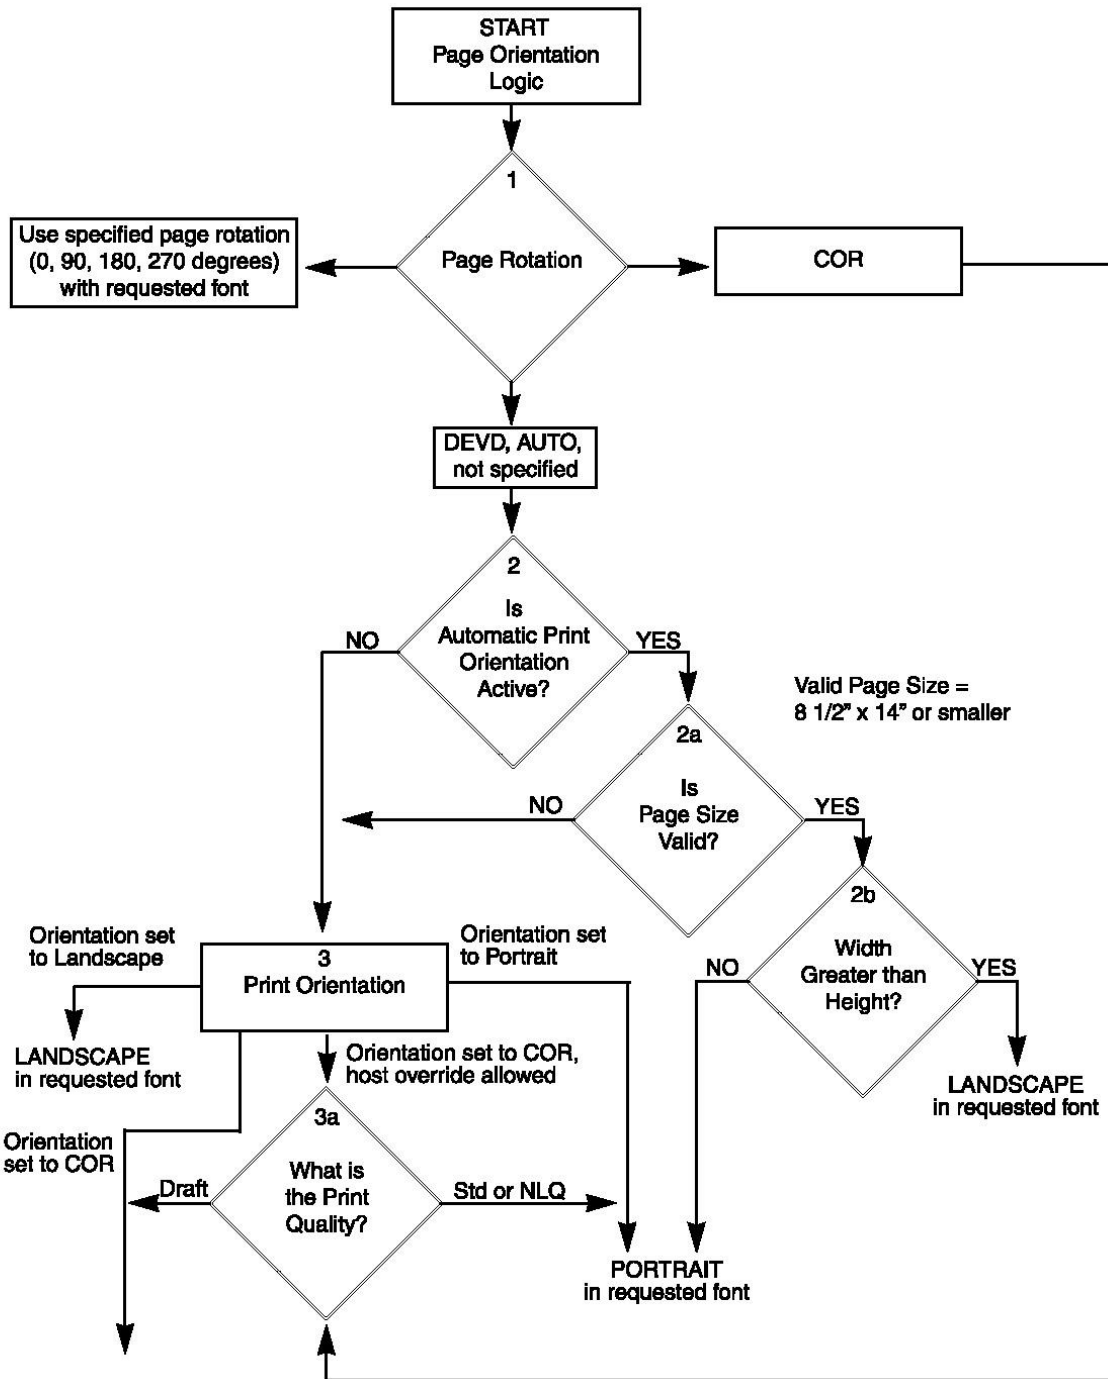 START
Page Orientation
Logic
1
Page Rotation
Use specified page rotation
(0, 90, 180, 270 degrees)
with requested font
COR
DEVD, AUTO,
not specified
2
Is
Automatic Print
Orientation
Active?
NO
YES
Valid Page Size =
8 1/2" x 14" or smaller
2a
Is
Page Size
Valid?
NO
YES
2b
Width
Greater than
Height?
NO
YES
Orientation set
to Landscape
3
Print Orientation
Orientation set
to Portrait
LANDSCAPE
in requested font
Orientation set to COR,
host override allowed
LANDSCAPE
in requested font
Orientation
set to COR
3a
What is
the Print
Quality?
Draft
Std or NLQ
PORTRAIT
in requested font